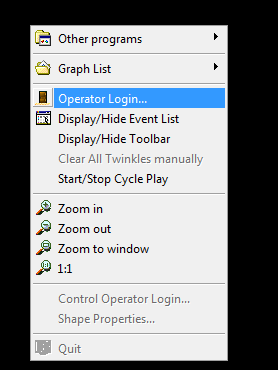 Other programs
Graph List
Operator Login...
Display/Hide Event List
Display/Hide Toolbar
Clear All Twinkles manually
Start/Stop Cycle Play
Zoom in
Zoom out
Zoom to window
1:1
Control Operator Login...
Shape Properties...
Quit